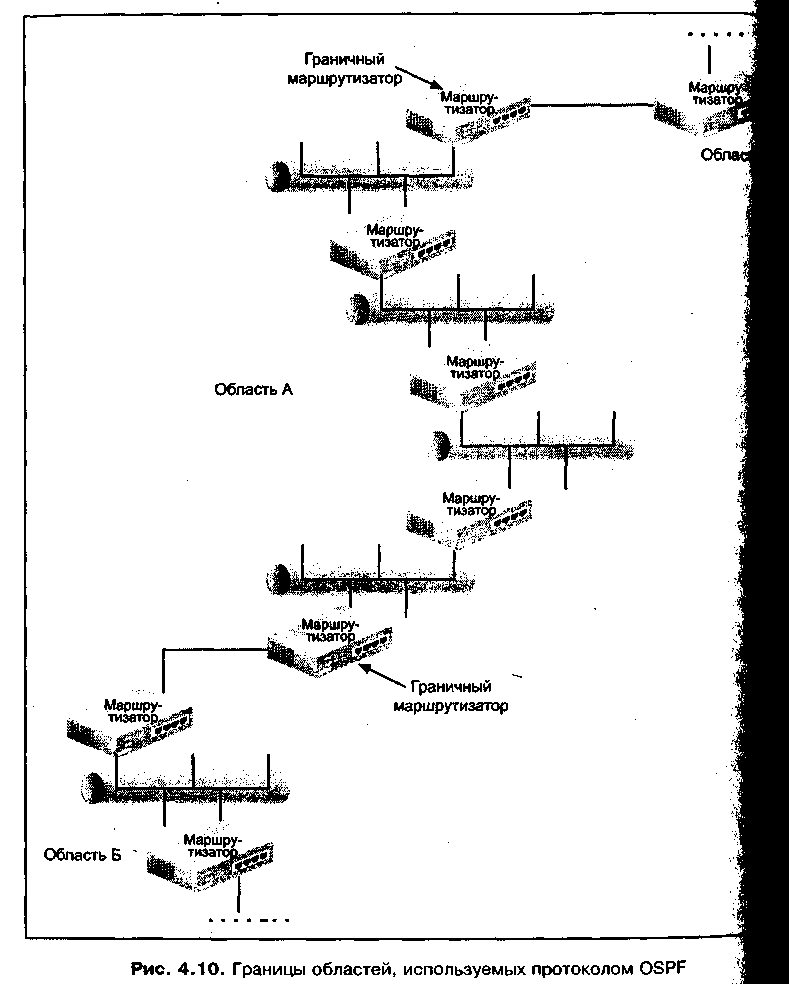 Граничный
маршрутизатор
Маршру-
тизатор
Маршру-
тизатор
Маршру-
тизатор
Маршру-
тизатор
Область А
Маршру-
тизатор
Маршру-
тизатор
Граничный
маршрутизатор
Маршру-
тизатор
Маршру-
тизатор
Область Б
Рис. 4.10. Границы областей, используемых протоколом OSPF